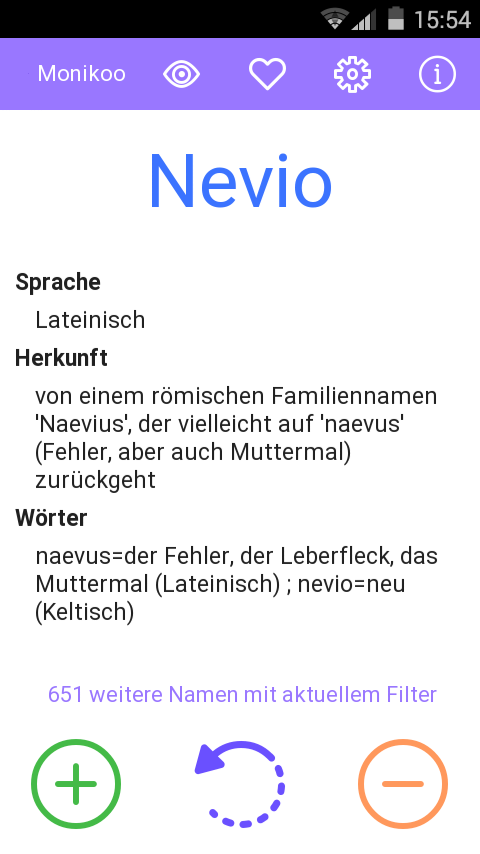 15:54
Monikoo
Nevio
Sprache
Lateinisch
Herkunft
von einem römischen Familiennamen
'Naevius', der vielleicht auf 'naevus'
(Fehler, aber auch Muttermal)
zurückgeht
Wörter
naevus=der Fehler, der Leberfleck, das
Muttermal (Lateinisch) ; nevio=neu
(Keltisch)
651 weitere Namen mit aktuellem Filter